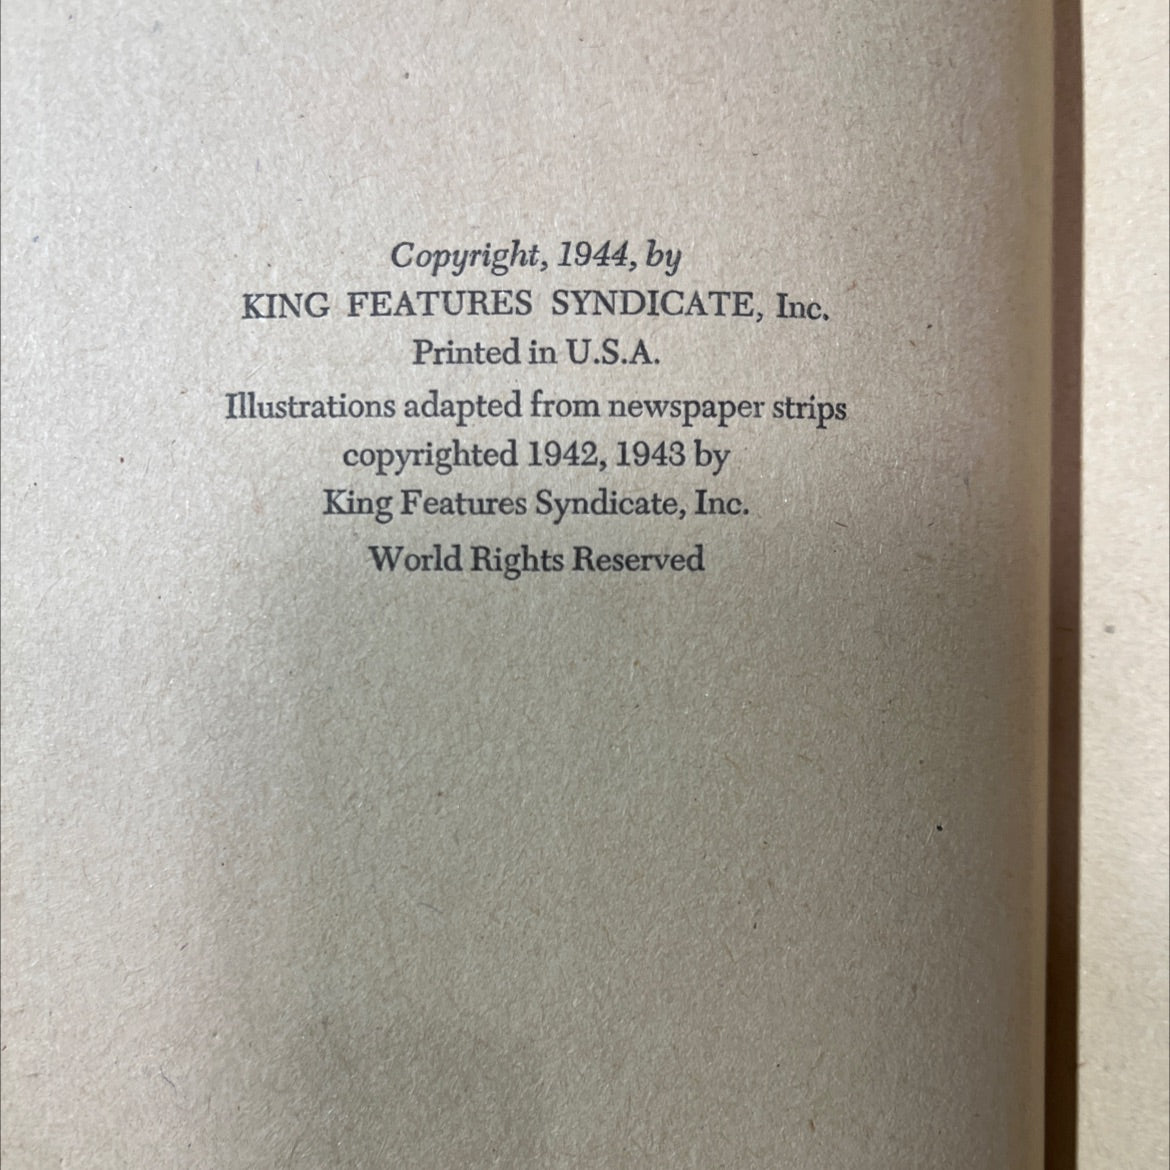 Copyright, 1944, by
KING FEATURES SYNDICATE, Inc.
Printed in U.S.A.
Illustrations adapted from newspaper strips
copyrighted 1942, 1943 by
King Features Syndicate, Inc.
World Rights Reserved